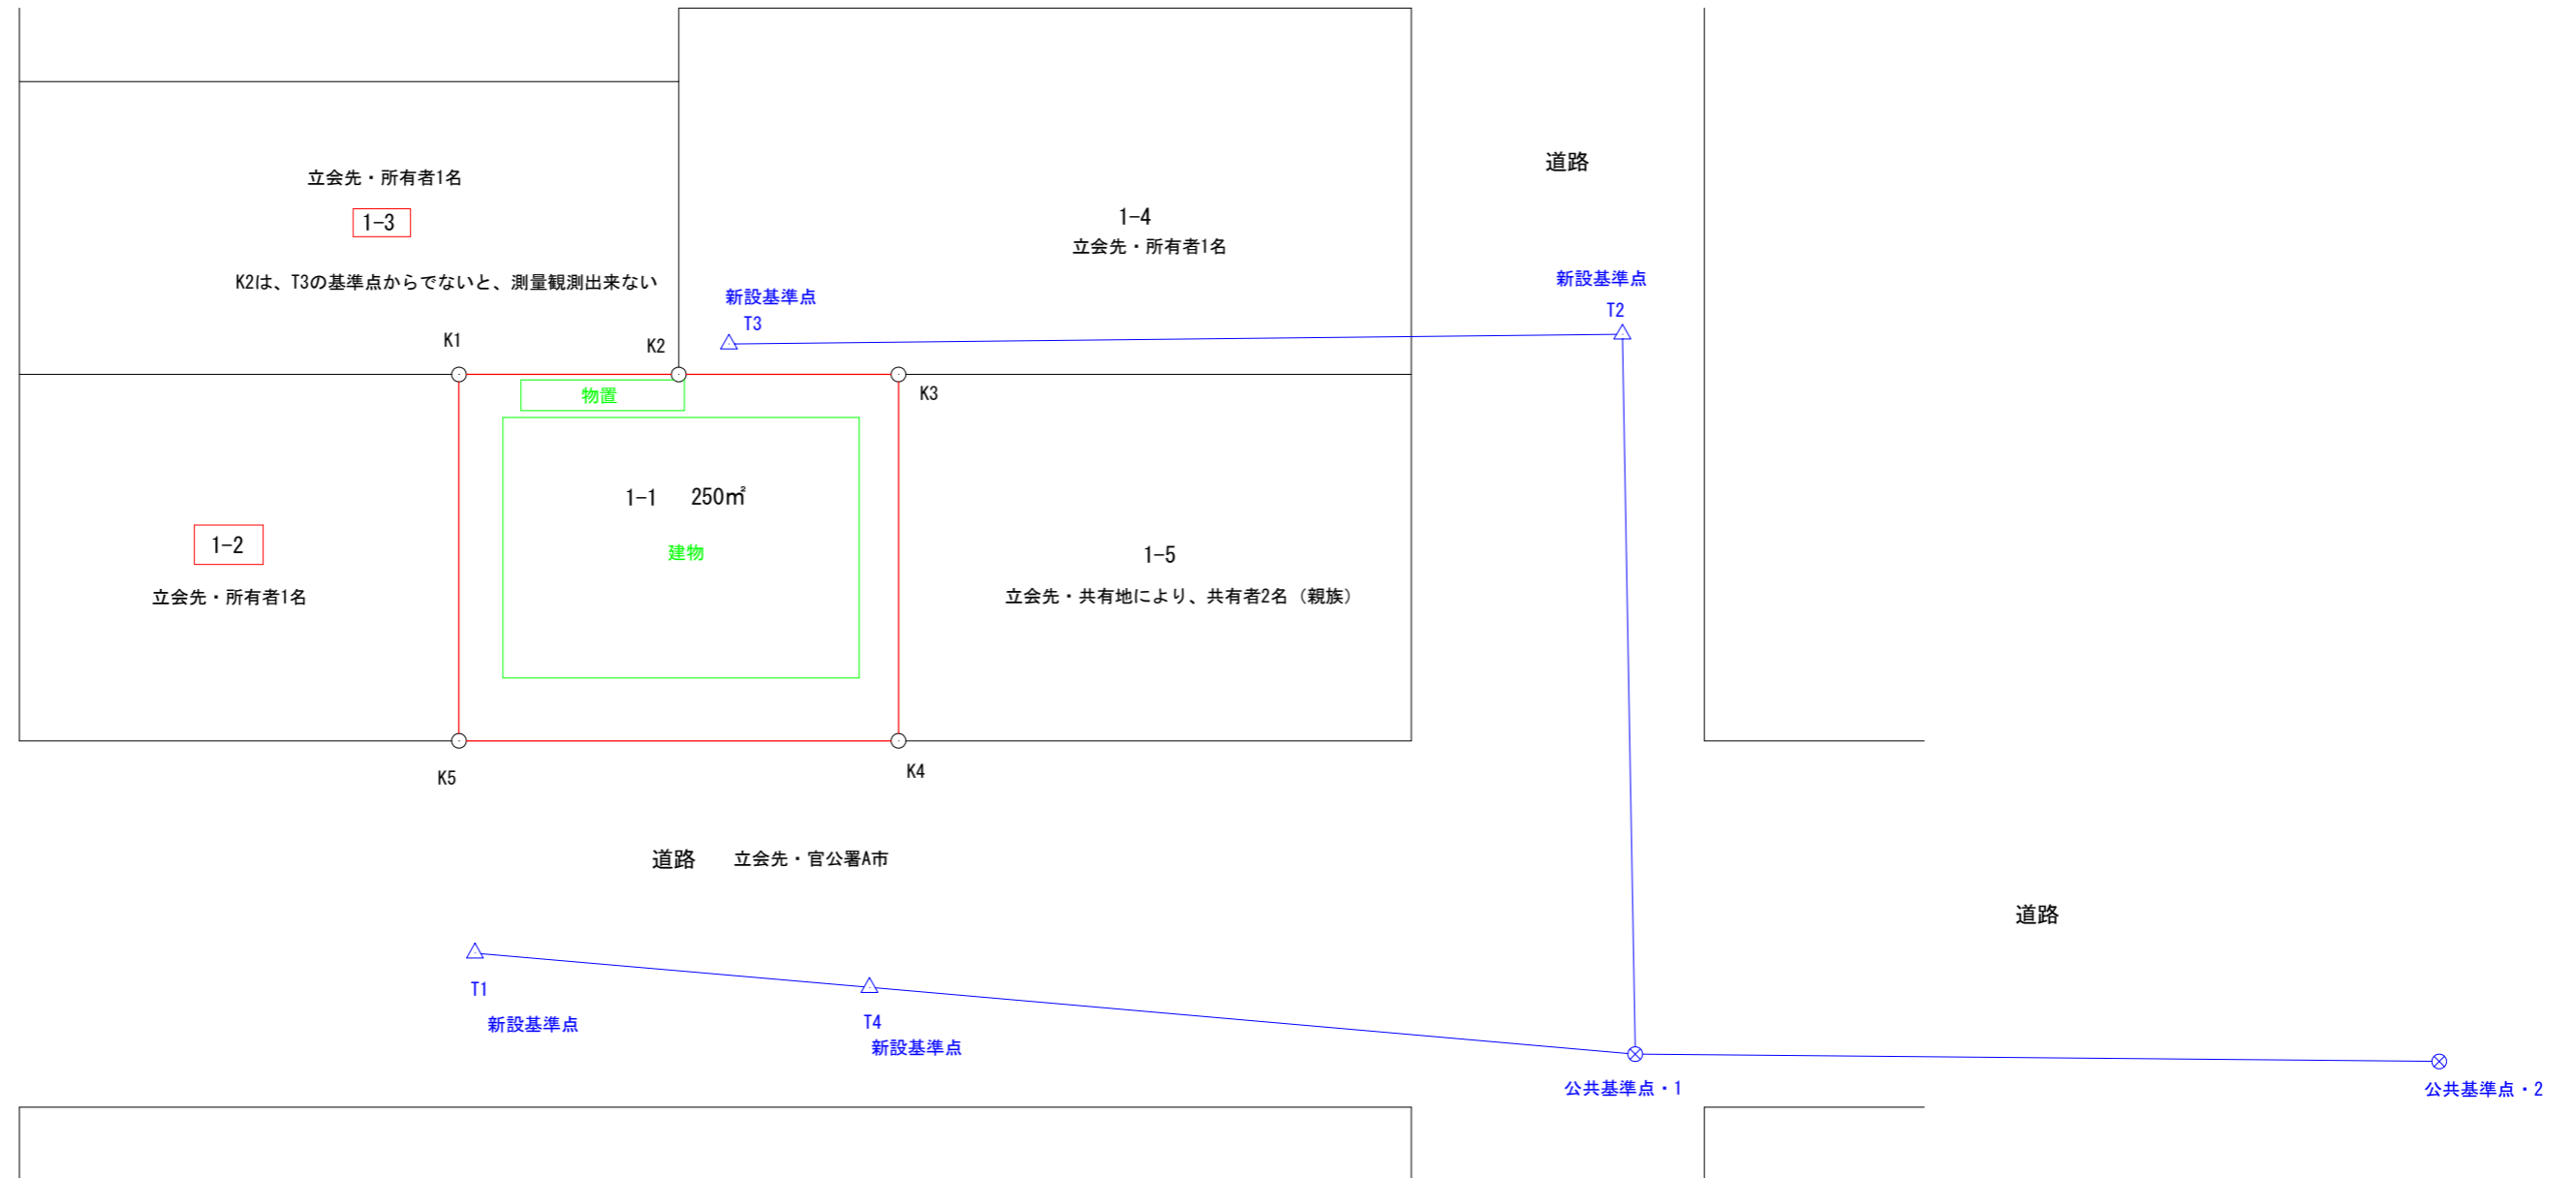 道路
立会先・所有者1名
1-3
K2は、T3の基準点からでないと、測量観測出来ない
1-4
立会先・所有者1名
新設基準点
T3
新設基準点
T2
K1
K2
K3
物置
1-1 250㎡
建物
1-2
立会先・所有者1名
1-5
立会先・共有地により、共有者2名（親族）
K5
K4
道路 立会先・官公署A市
道路
T1
新設基準点
T4
新設基準点
公共基準点・1
公共基準点・2